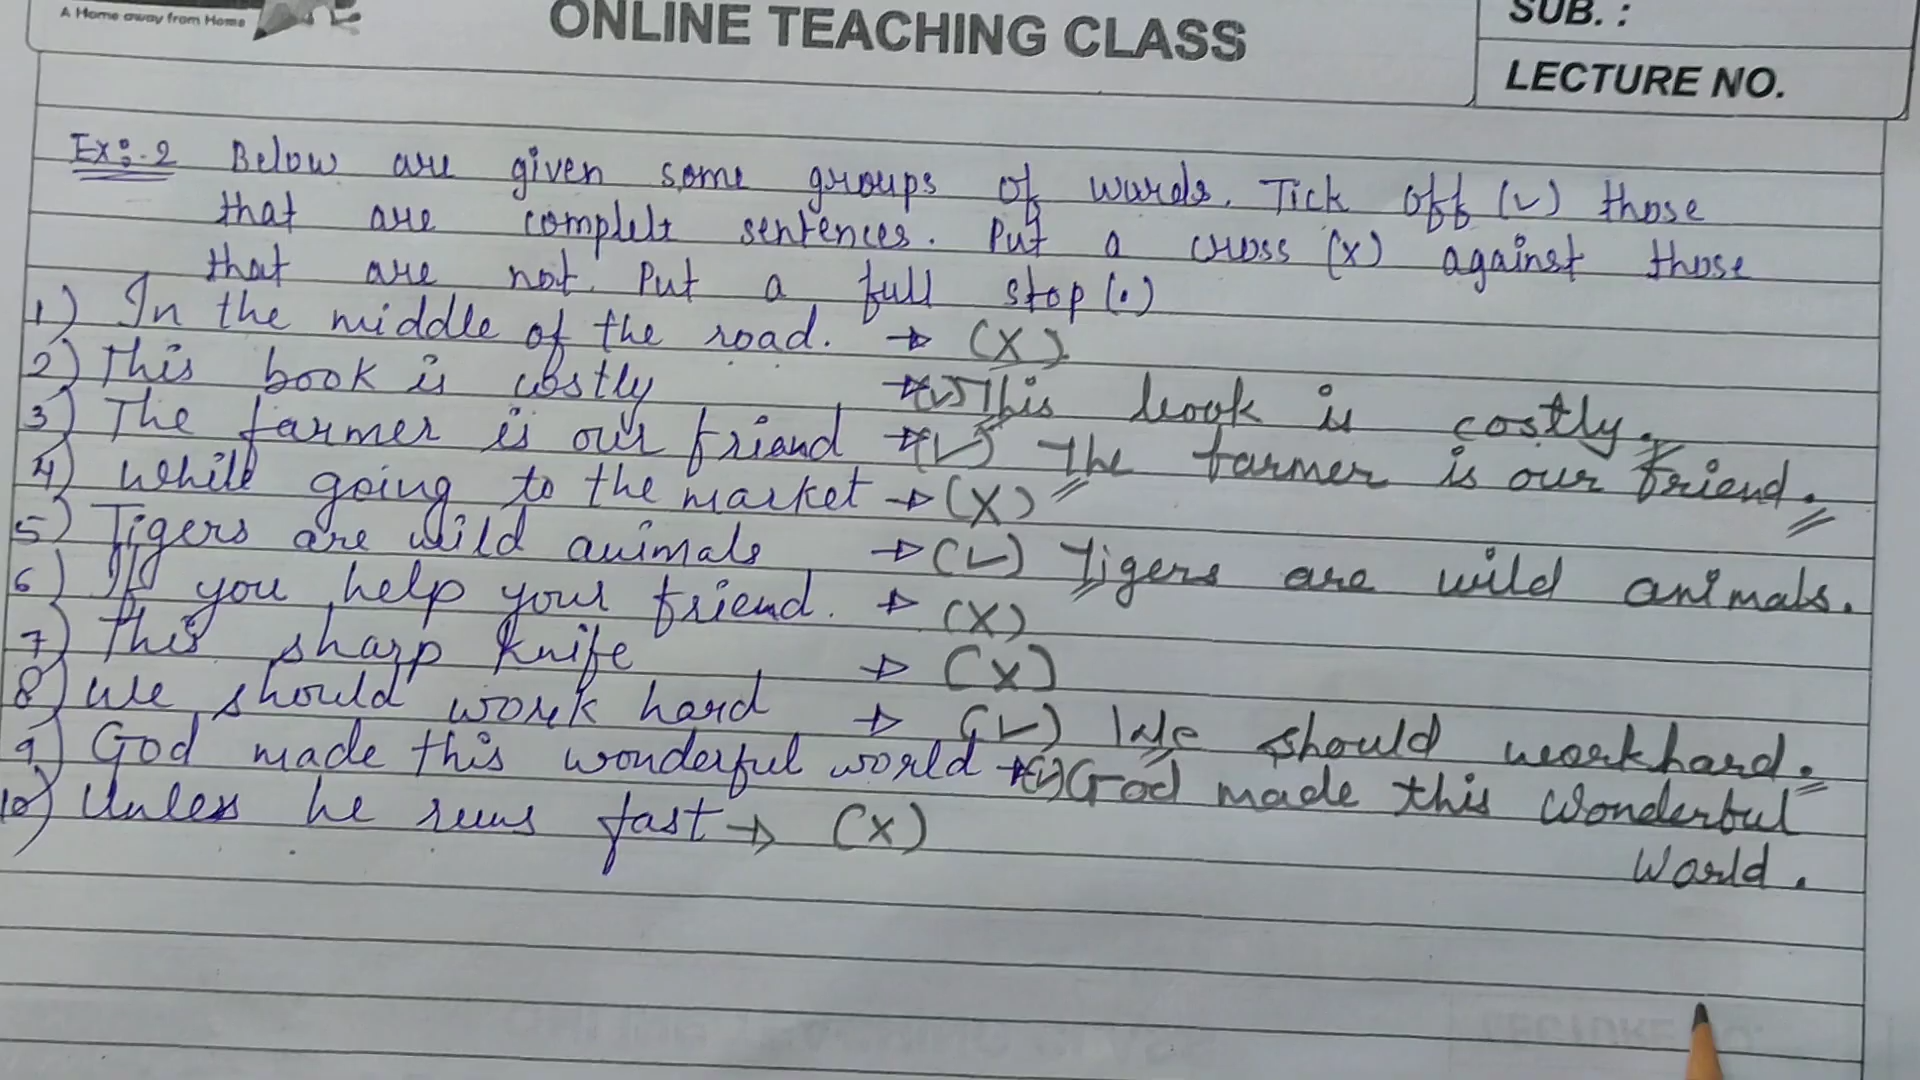 A Home away from Home
ONLINE TEACHING CLASS
SUB. :
LECTURE NO.
Ex:-2 Below are given some groups of words. Tick off (✓) those
that are complete sentences. Put a cross (x) against those
that are not. Put a full stop (.)
1) In the middle of the road. → (X)
2) This book is costly → (✓) This book is costly.
3) The farmer is our friend → (✓) The farmer is our friend.
4) While going to the market → (X)
5) Tigers are wild animals → (✓) Tigers are wild animals.
6) If you help your friend. → (X)
7) This sharp knife → (X)
8) We should work hard → (✓) We should work hard.
9) God made this wonderful world → (✓) God made this wonderful
world.
10) Unless he runs fast → (X)